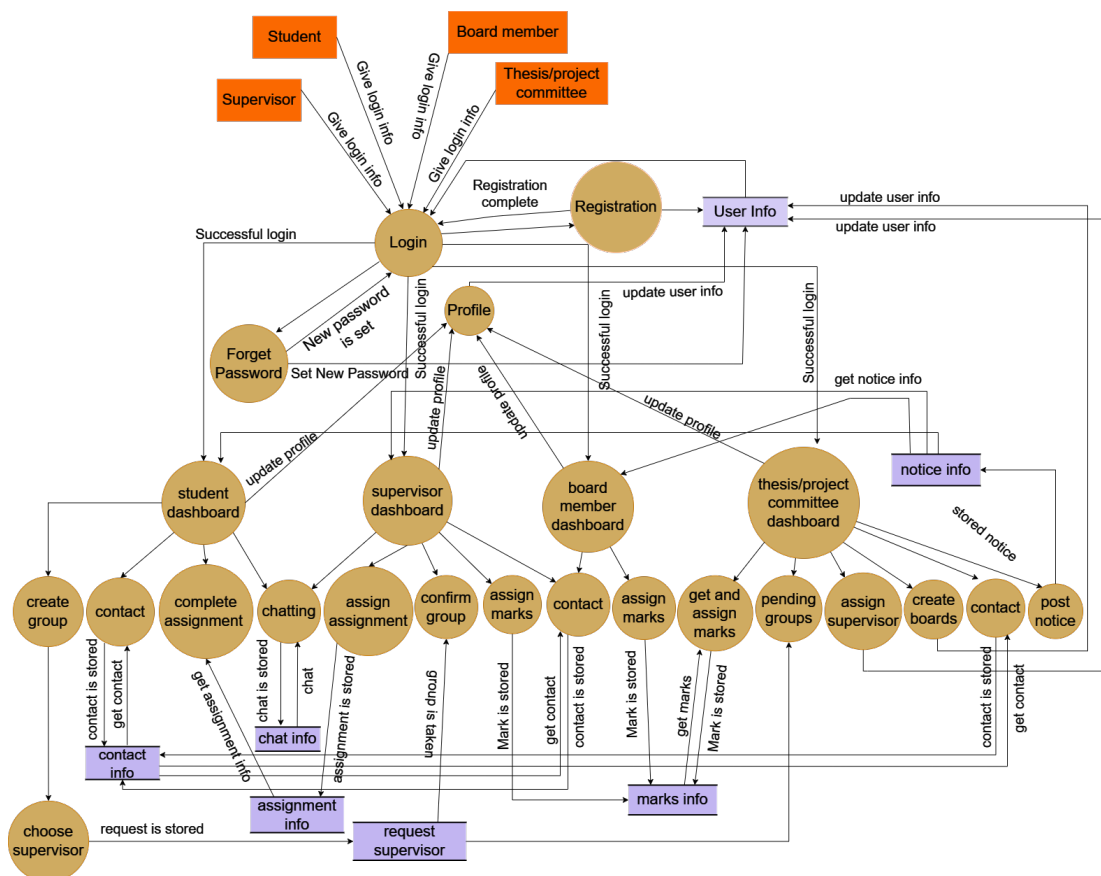 Student
Board member
Thesis/project
committee
Supervisor
Give login info
Give login info
Give login info
Give login info
Registration
complete
Registration
User Info
update user info
update user info
Login
Successful login
Successful login
Successful login
Successful login
Profile
update user info
New password
is set
Forget
Password
Set New Password
get notice info
update profile
update profile
update profile
update profile
student
dashboard
supervisor
dashboard
board
member
dashboard
thesis/project
committee
dashboard
notice info
stored notice
create
group
contact
complete
assignment
chatting
assign
assignment
confirm
group
assign
marks
contact
assign
marks
get and
assign
marks
pending
groups
assign
supervisor
create
boards
contact
post
notice
contact is stored
get contact
get assignment info
chat is stored
chat
assignment is stored
group is taken
Mark is stored
get contact
contact is stored
Mark is stored
get marks
Mark is stored
contact is stored
get contact
contact
info
chat info
assignment
info
marks info
choose
supervisor
request is stored
request
supervisor